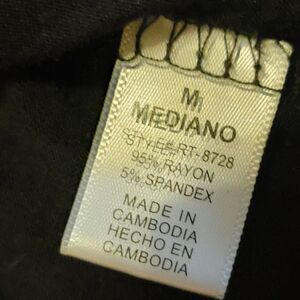 M
MEDIANO
STYLE# RT-8728
95% RAYON
5% SPANDEX
MADE IN
CAMBODIA
HECHO EN
CAMBODIA